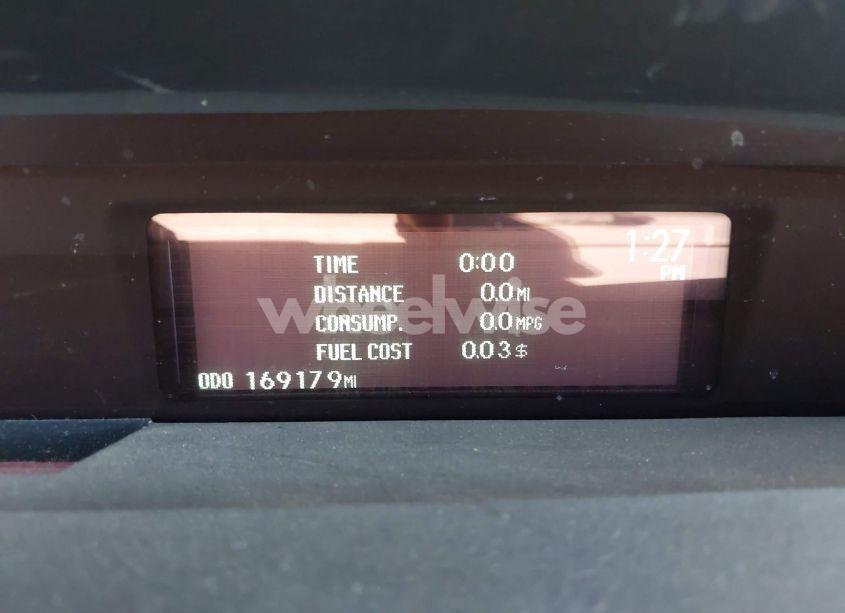 1:27
PM
TIME 0:00
DISTANCE 0.0 MI
wheelwise
CONSUMP. 0.0 MPG
FUEL COST 0.03 $
ODO 169179 MI